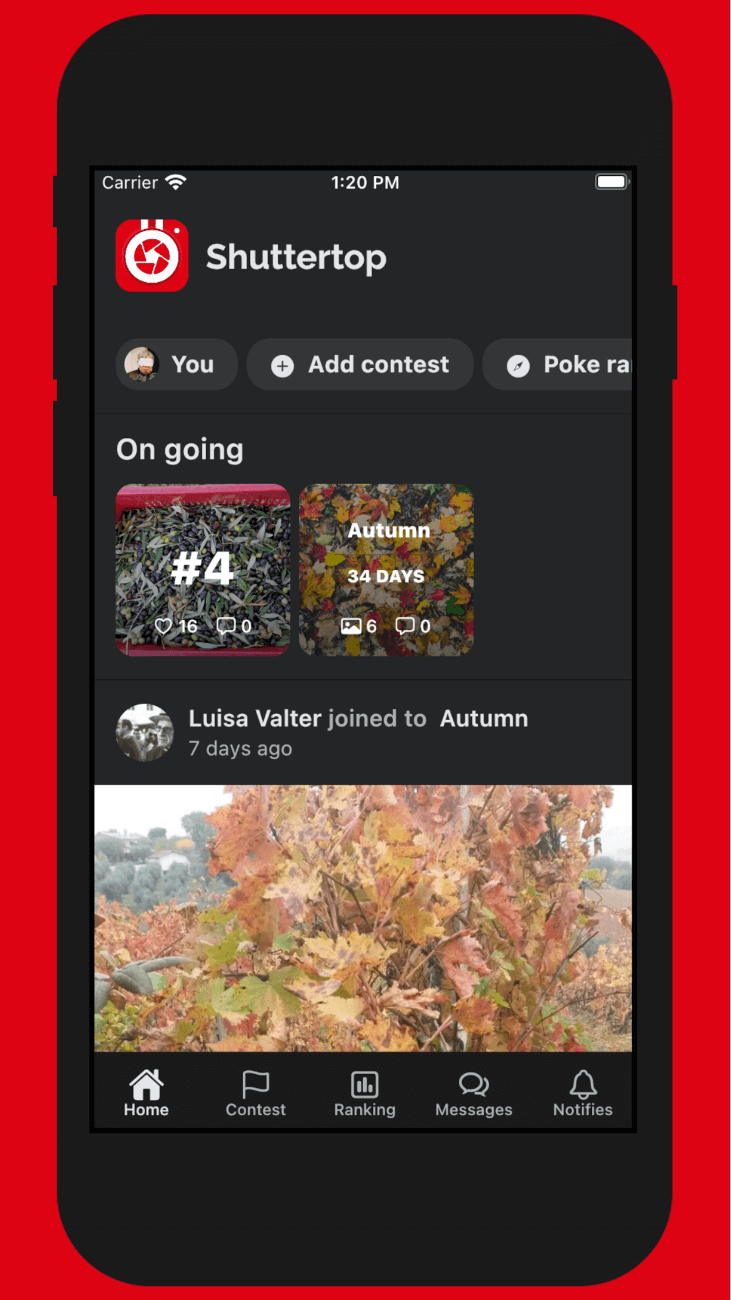 Carrier 1:20 PM
Shuttertop
You Add contest Poke ra
On going
#4
16 0
Autumn
34 DAYS
6 0
Luisa Valter joined to Autumn
7 days ago
Home Contest Ranking Messages Notifies